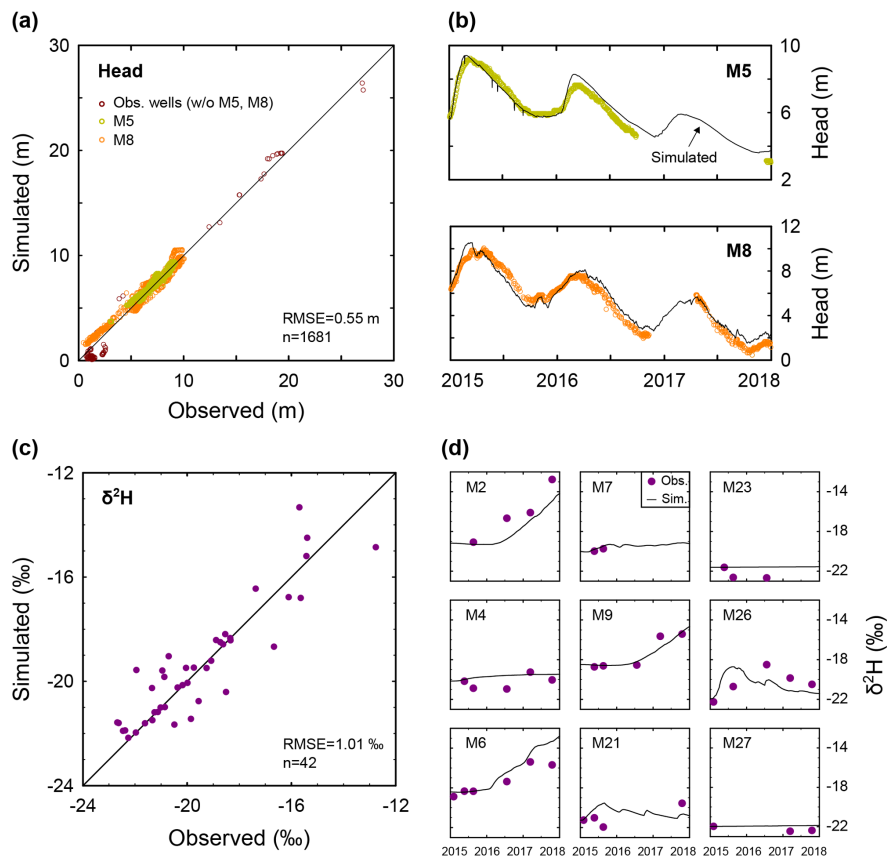 (a)
30
20
10
0
0
10
20
30
Simulated (m)
Observed (m)
Head
Obs. wells (w/o M5, M8)
M5
M8
RMSE=0.55 m
n=1681
(b)
M5
10
6
2
Head (m)
Simulated
M8
12
8
4
0
Head (m)
2015
2016
2017
2018
(c)
-12
-16
-20
-24
-24
-20
-16
-12
Simulated (‰)
Observed (‰)
δ²H
RMSE=1.01 ‰
n=42
(d)
M2
M7
Obs.
Sim.
M23
-14
-18
-22
M4
M9
M26
-14
-18
-22
δ²H (‰)
M6
M21
M27
-14
-18
-22
2015 2016 2017 2018
2015 2016 2017 2018
2015 2016 2017 2018